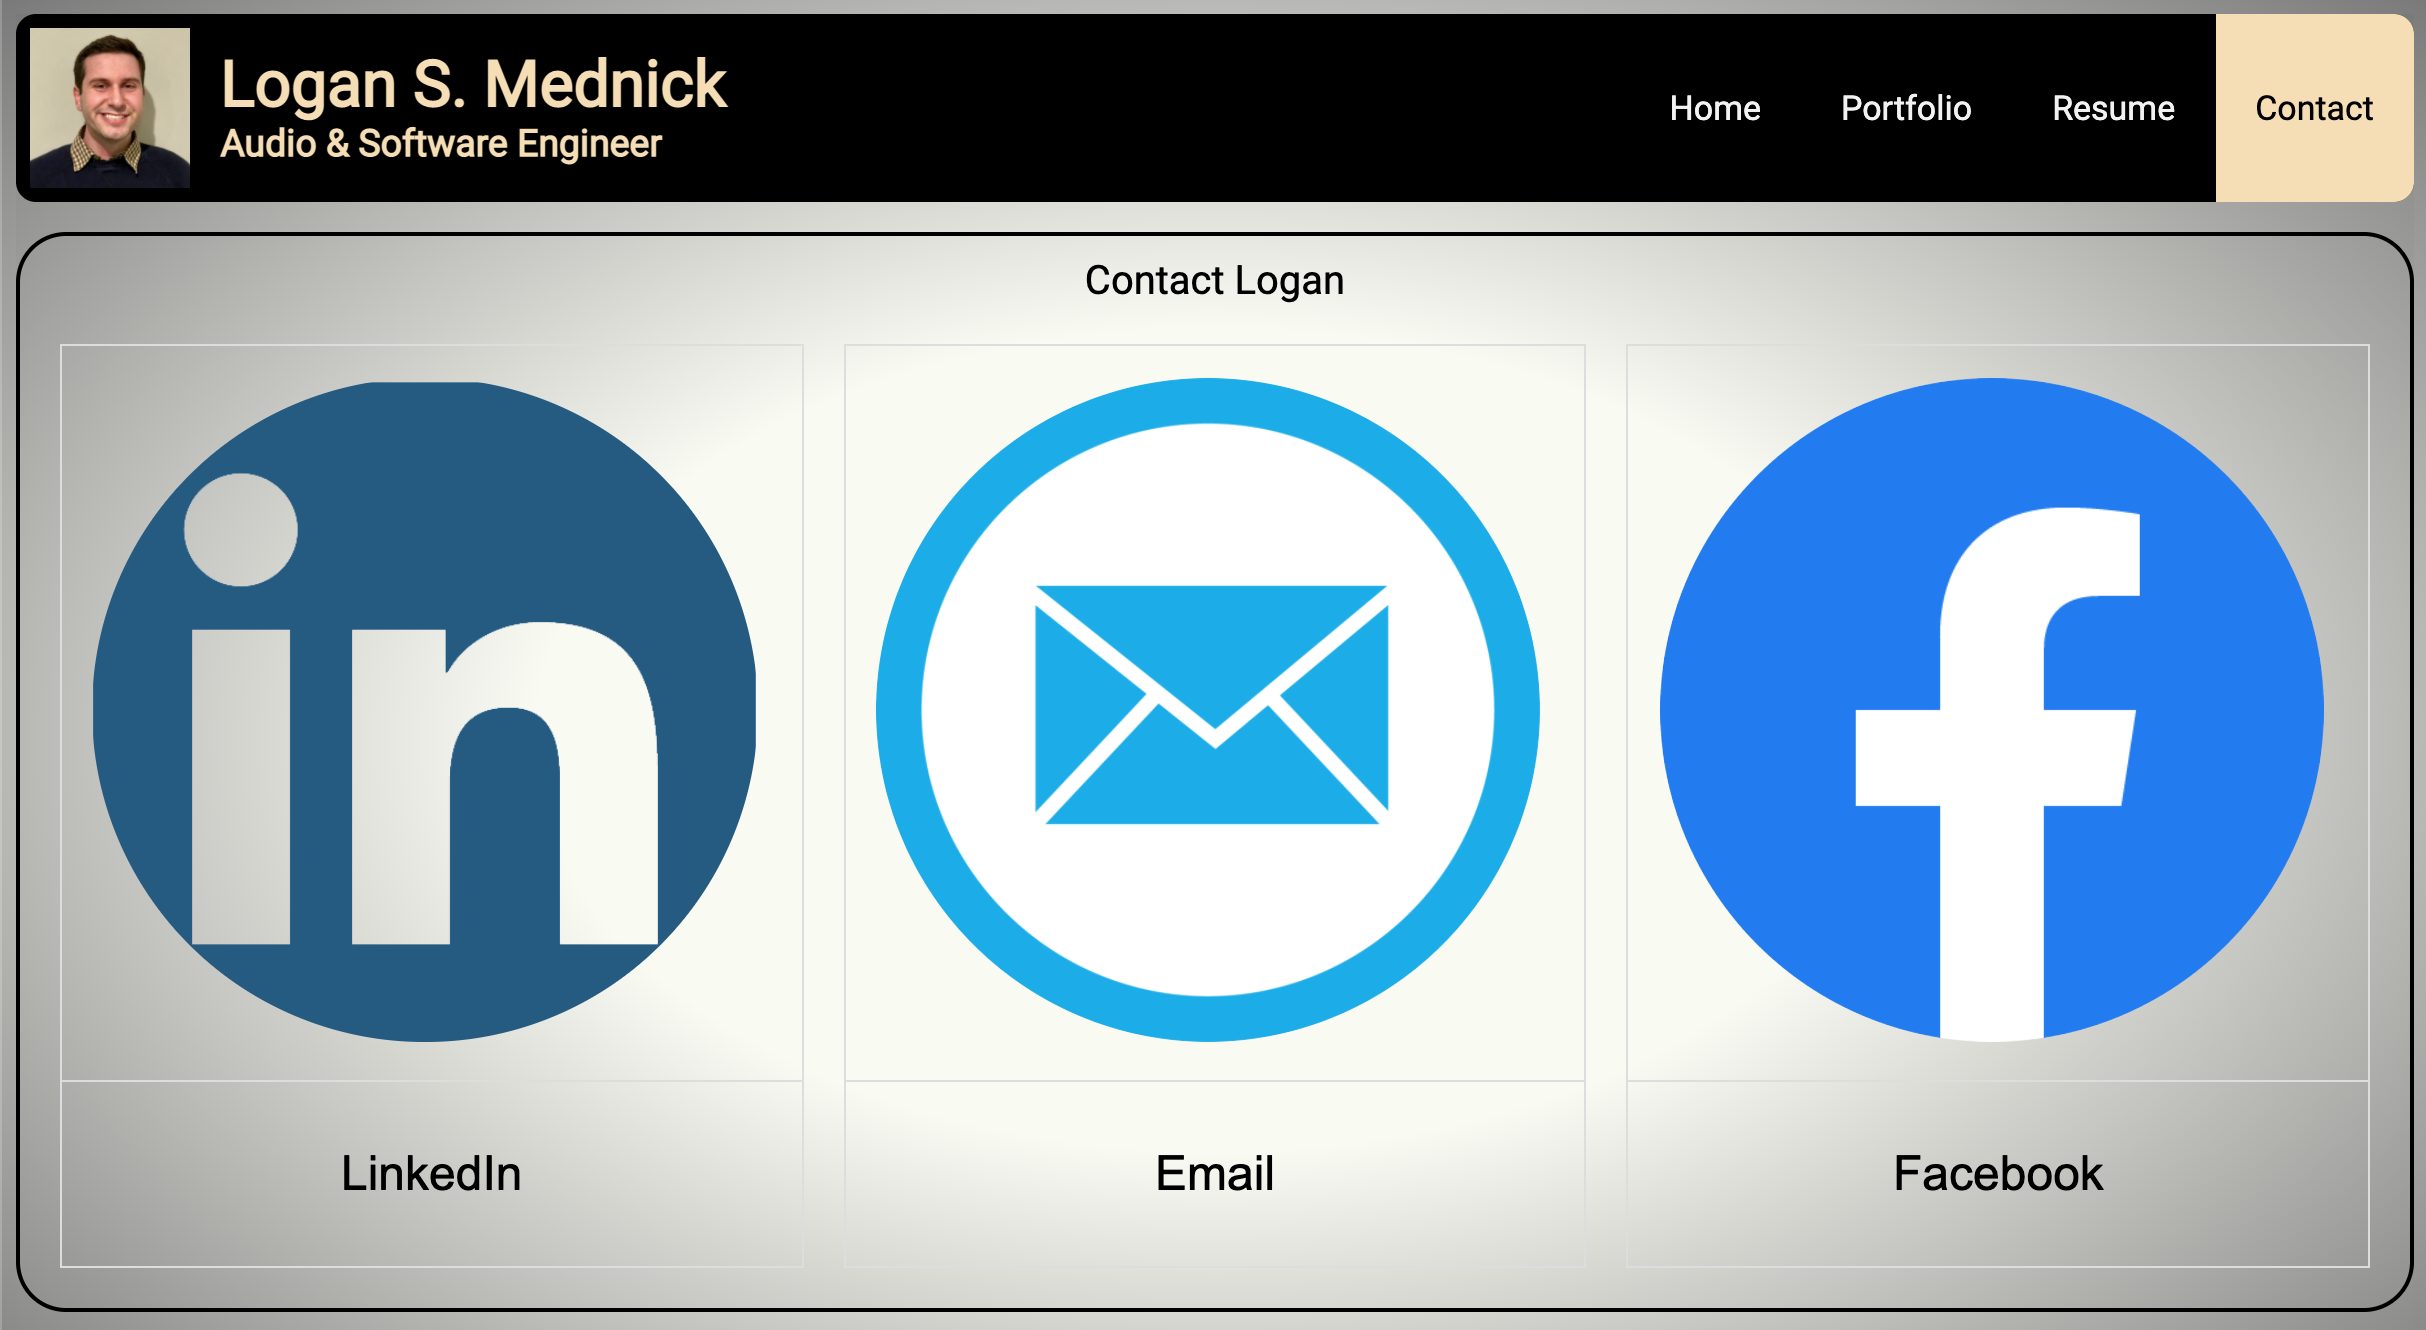 Logan S. Mednick
Audio & Software Engineer
Home Portfolio Resume Contact
Contact Logan
in
f
LinkedIn
Email
Facebook